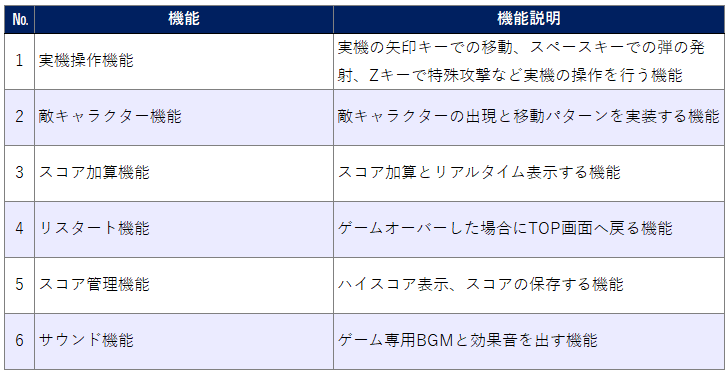 No. 機能 機能説明
1 実機操作機能 実機の矢印キーでの移動、スペースキーでの弾の発
射、Zキーで特殊攻撃など実機の操作を行う機能
2 敵キャラクター機能 敵キャラクターの出現と移動パターンを実装する機能
3 スコア加算機能 スコア加算とリアルタイム表示する機能
4 リスタート機能 ゲームオーバーした場合にTOP画面へ戻る機能
5 スコア管理機能 ハイスコア表示、スコアの保存する機能
6 サウンド機能 ゲーム専用BGMと効果音を出す機能